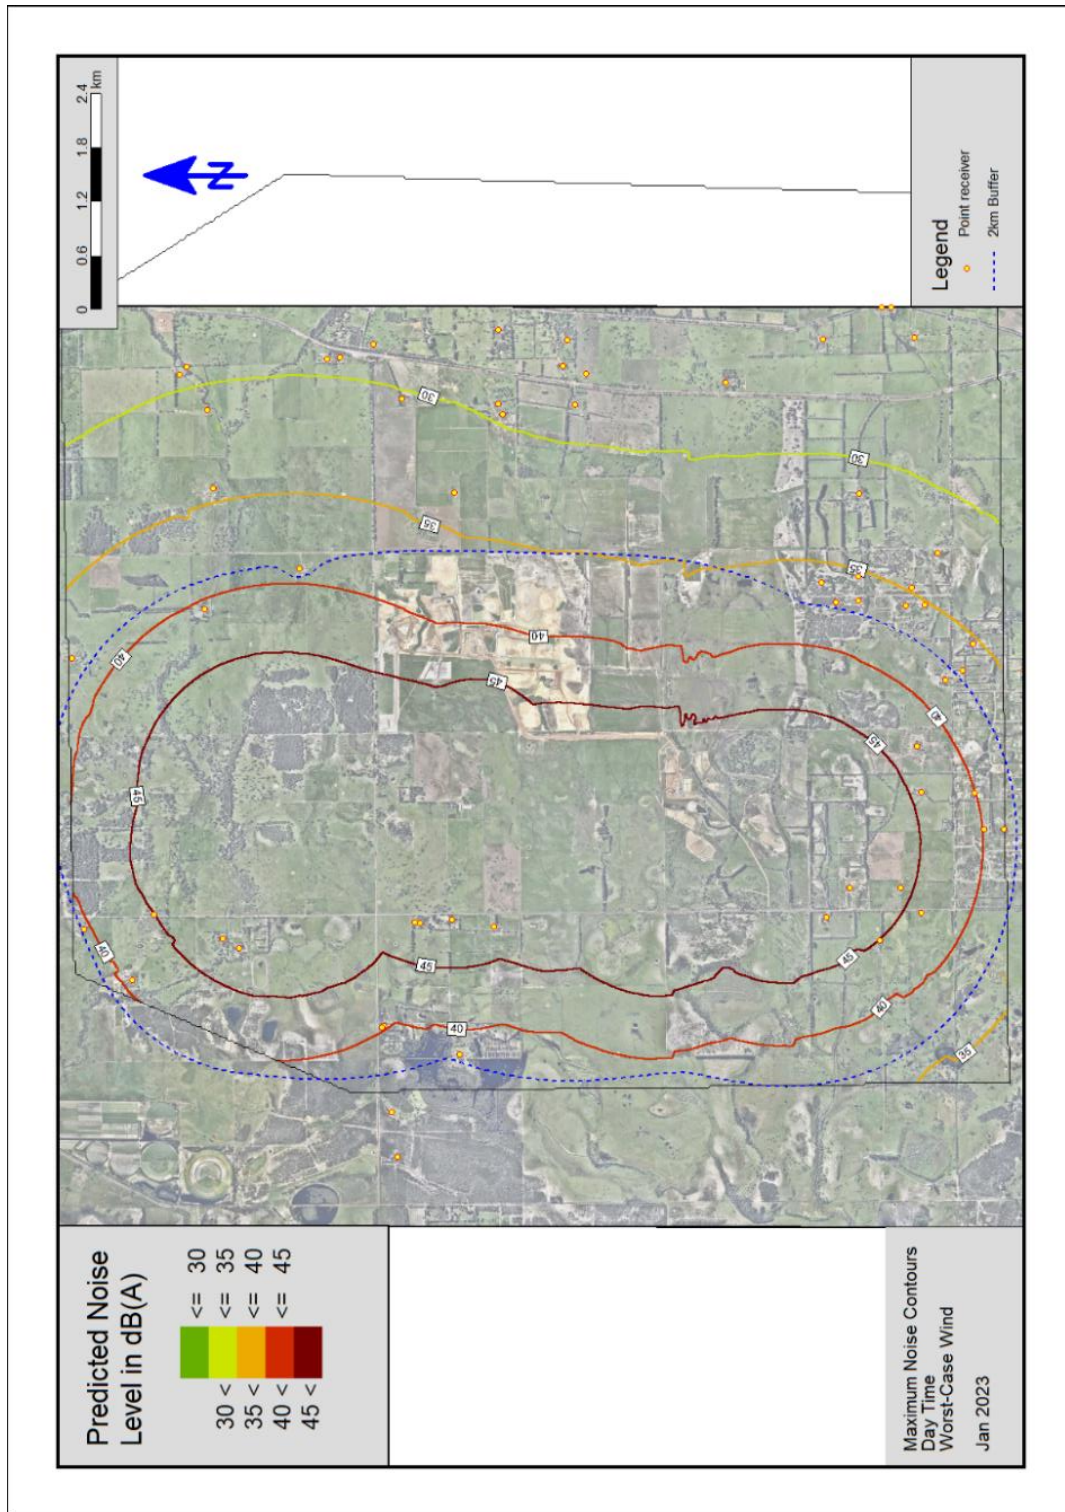 Predicted Noise
Level in dB(A)
<= 30
30 < <= 35
35 < <= 40
40 < <= 45
45 <
Maximum Noise Contours
Day Time
Worst-Case Wind
Jan 2023
0 0.6 1.2 1.8 2.4
km
N
Legend
Point receiver
2km Buffer
40
45
40
45
40
35
30
45
40
35
30
45
40
45
40
35